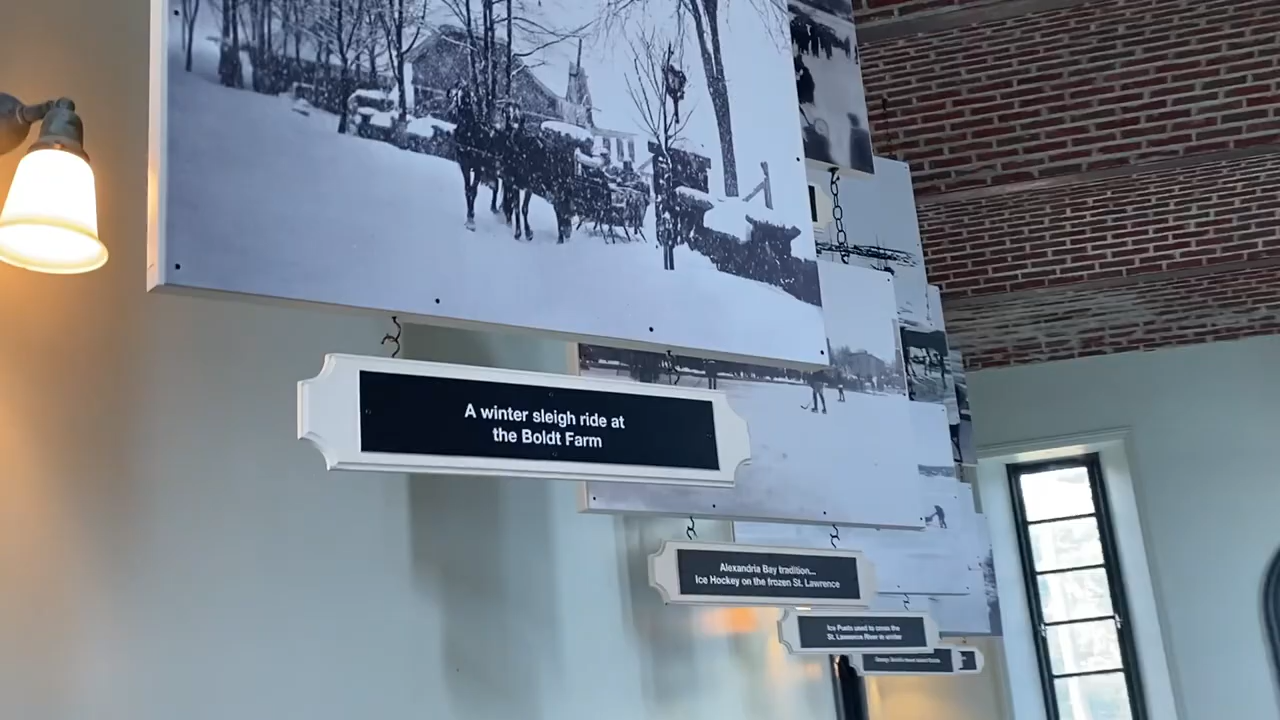 A winter sleigh ride at
the Boldt Farm
Alexandria Bay tradition...
Ice Hockey on the frozen St. Lawrence
Ice Punts used to cross the
St. Lawrence River in winter